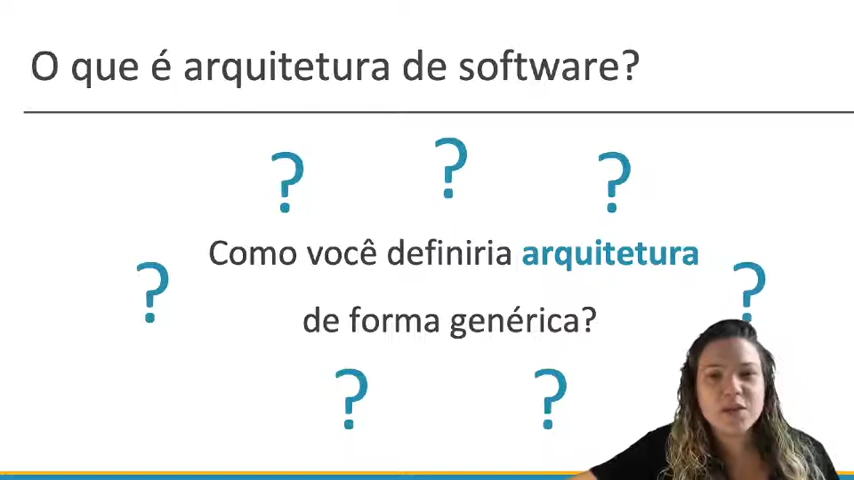 O que é arquitetura de software?
? ? ?
Como você definiria arquitetura
? ?
de forma genérica?
? ?